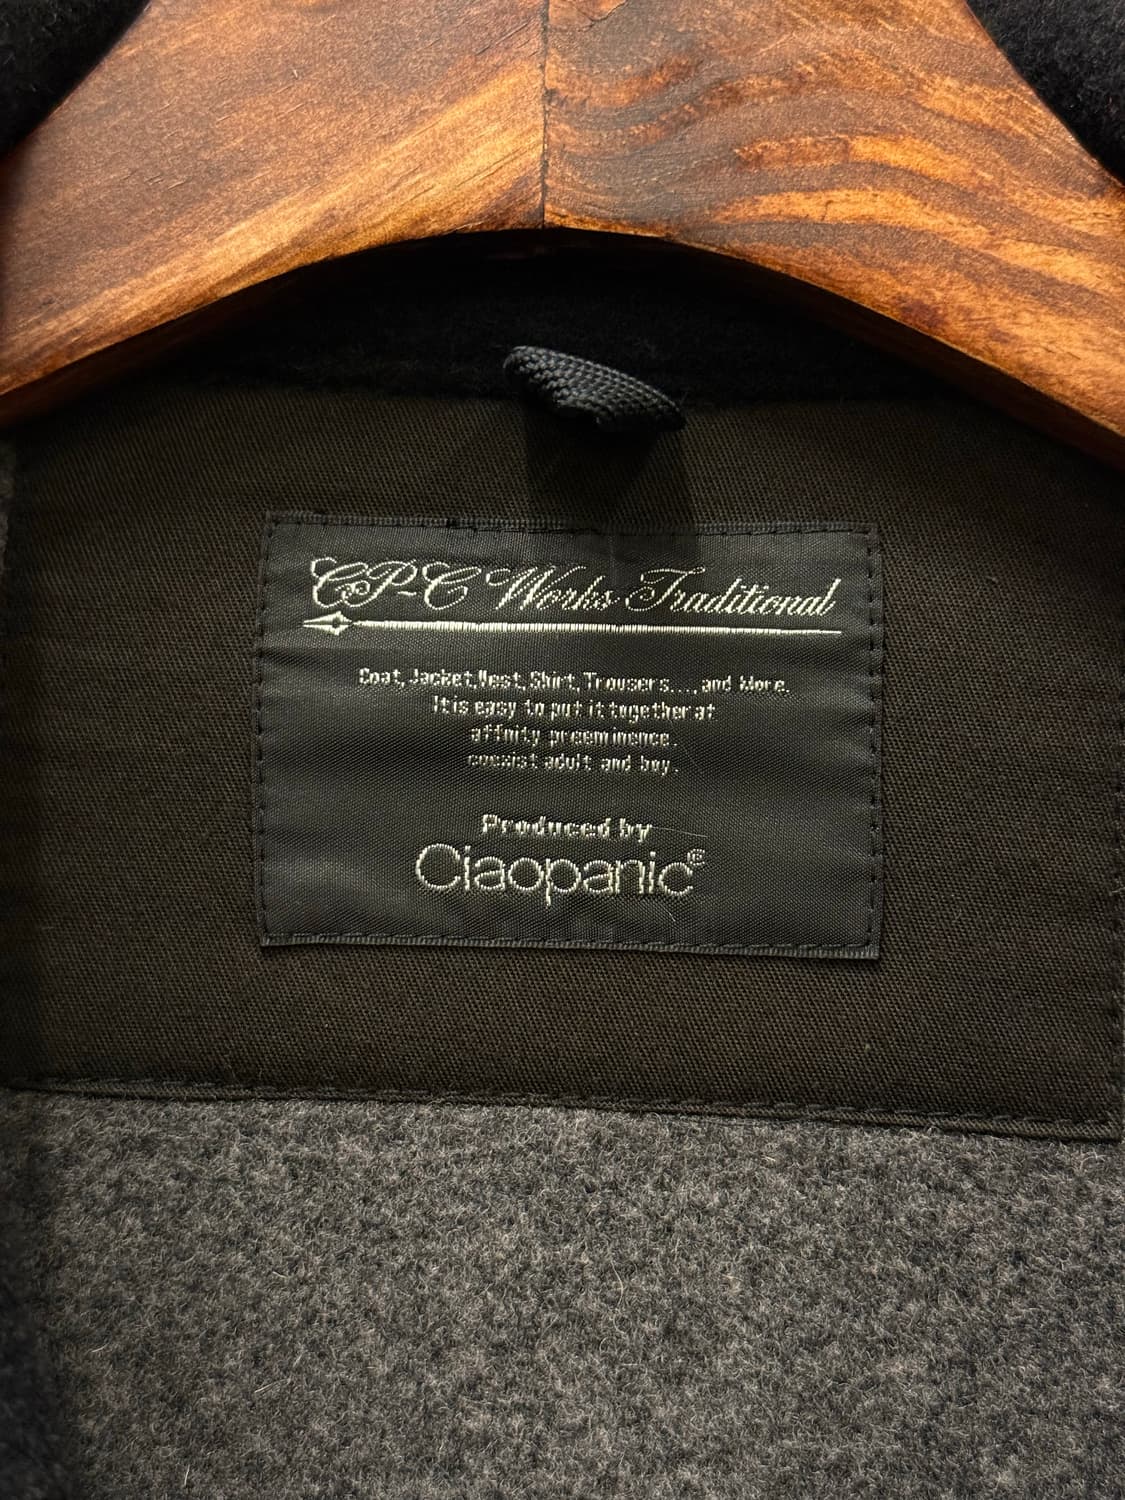 CPC Works Traditional
Coat, Jacket, Vest, Shirt, Trousers..., and More.
It is easy to put it together at
affinity preeminence.
coexist adult and boy.
Produced by
Ciaopanic®